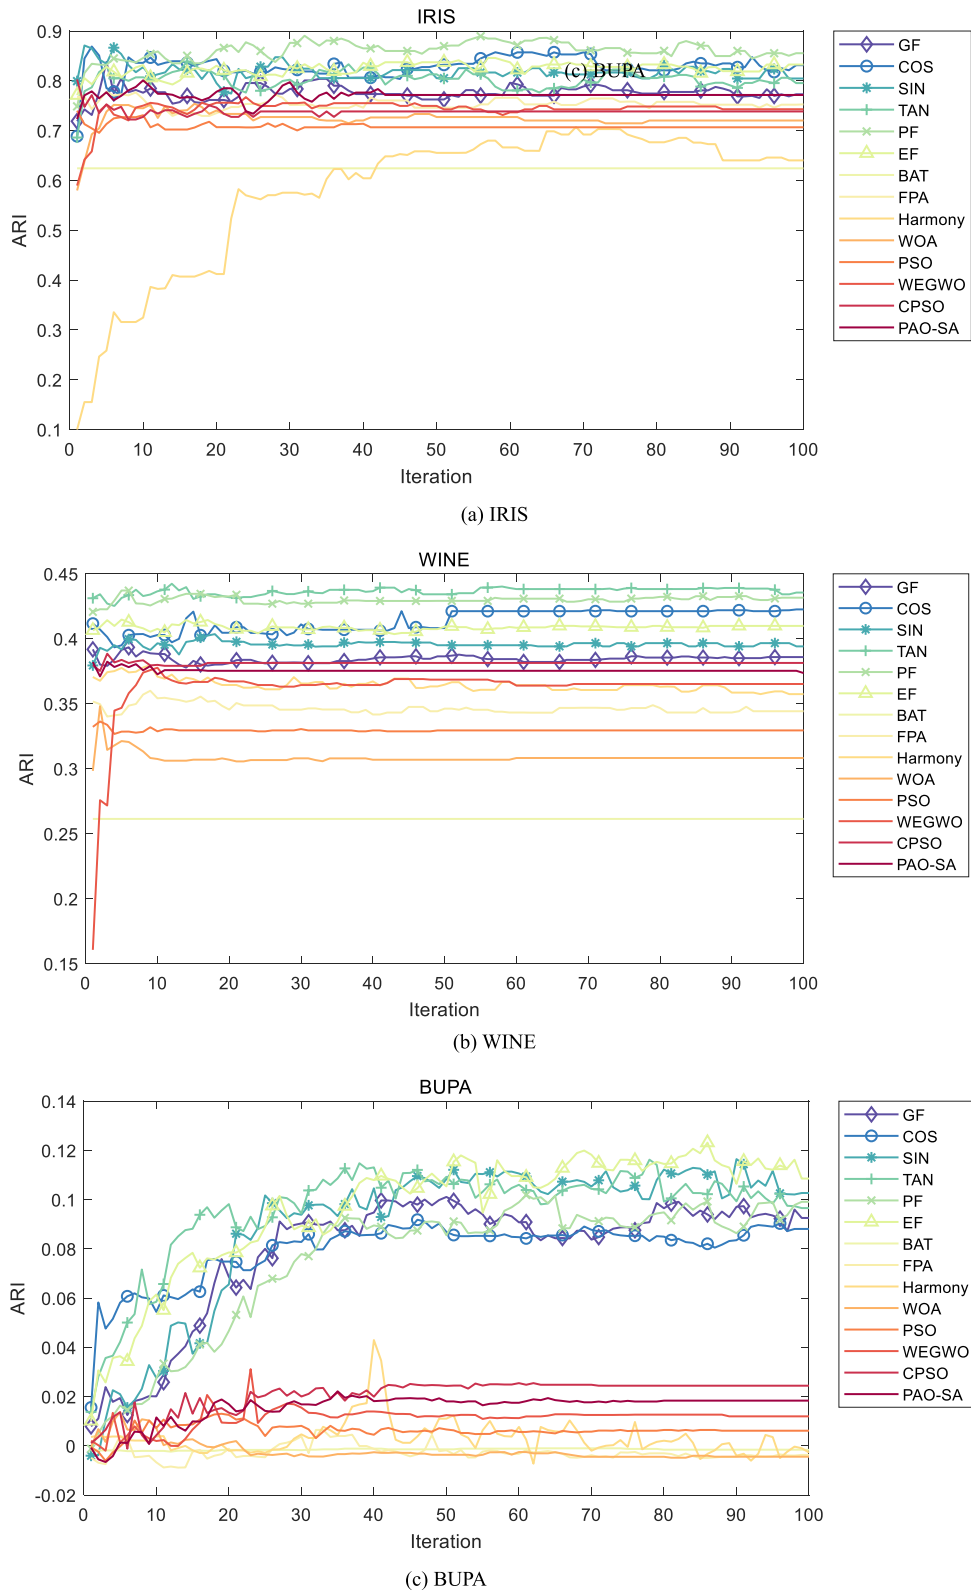 IRIS
0.9
0.8
0.7
0.6
0.5
0.4
0.3
0.2
0.1
ARI
0 10 20 30 40 50 60 70 80 90 100
Iteration
(c) BUPA
GF
COS
SIN
TAN
PF
EF
BAT
FPA
Harmony
WOA
PSO
WEGWO
CPSO
PAO-SA
(a) IRIS
WINE
0.45
0.4
0.35
0.3
0.25
0.2
0.15
ARI
0 10 20 30 40 50 60 70 80 90 100
Iteration
GF
COS
SIN
TAN
PF
EF
BAT
FPA
Harmony
WOA
PSO
WEGWO
CPSO
PAO-SA
(b) WINE
BUPA
0.14
0.12
0.1
0.08
0.06
0.04
0.02
0
-0.02
ARI
0 10 20 30 40 50 60 70 80 90 100
Iteration
GF
COS
SIN
TAN
PF
EF
BAT
FPA
Harmony
WOA
PSO
WEGWO
CPSO
PAO-SA
(c) BUPA